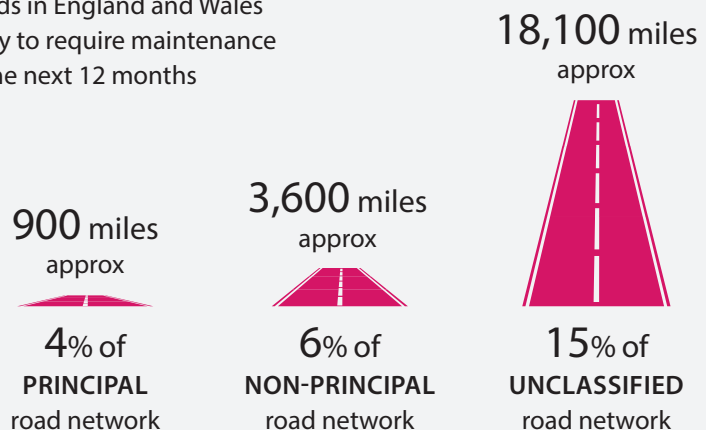 ds in England and Wales
y to require maintenance
ne next 12 months
18,100 miles
approx
3,600 miles
approx
900 miles
approx
4% of
PRINCIPAL
road network
6% of
NON-PRINCIPAL
road network
15% of
UNCLASSIFIED
road network